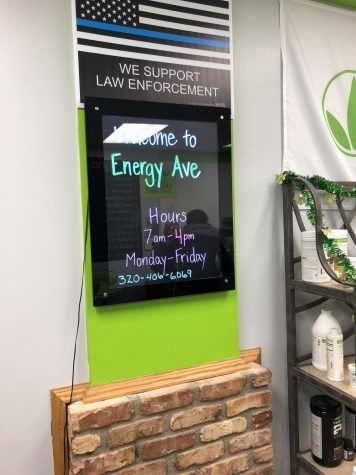 WE SUPPORT
LAW ENFORCEMENT
Welcome to
Energy Ave
Hours
7am-4pm
Monday-Friday
320-406-6069